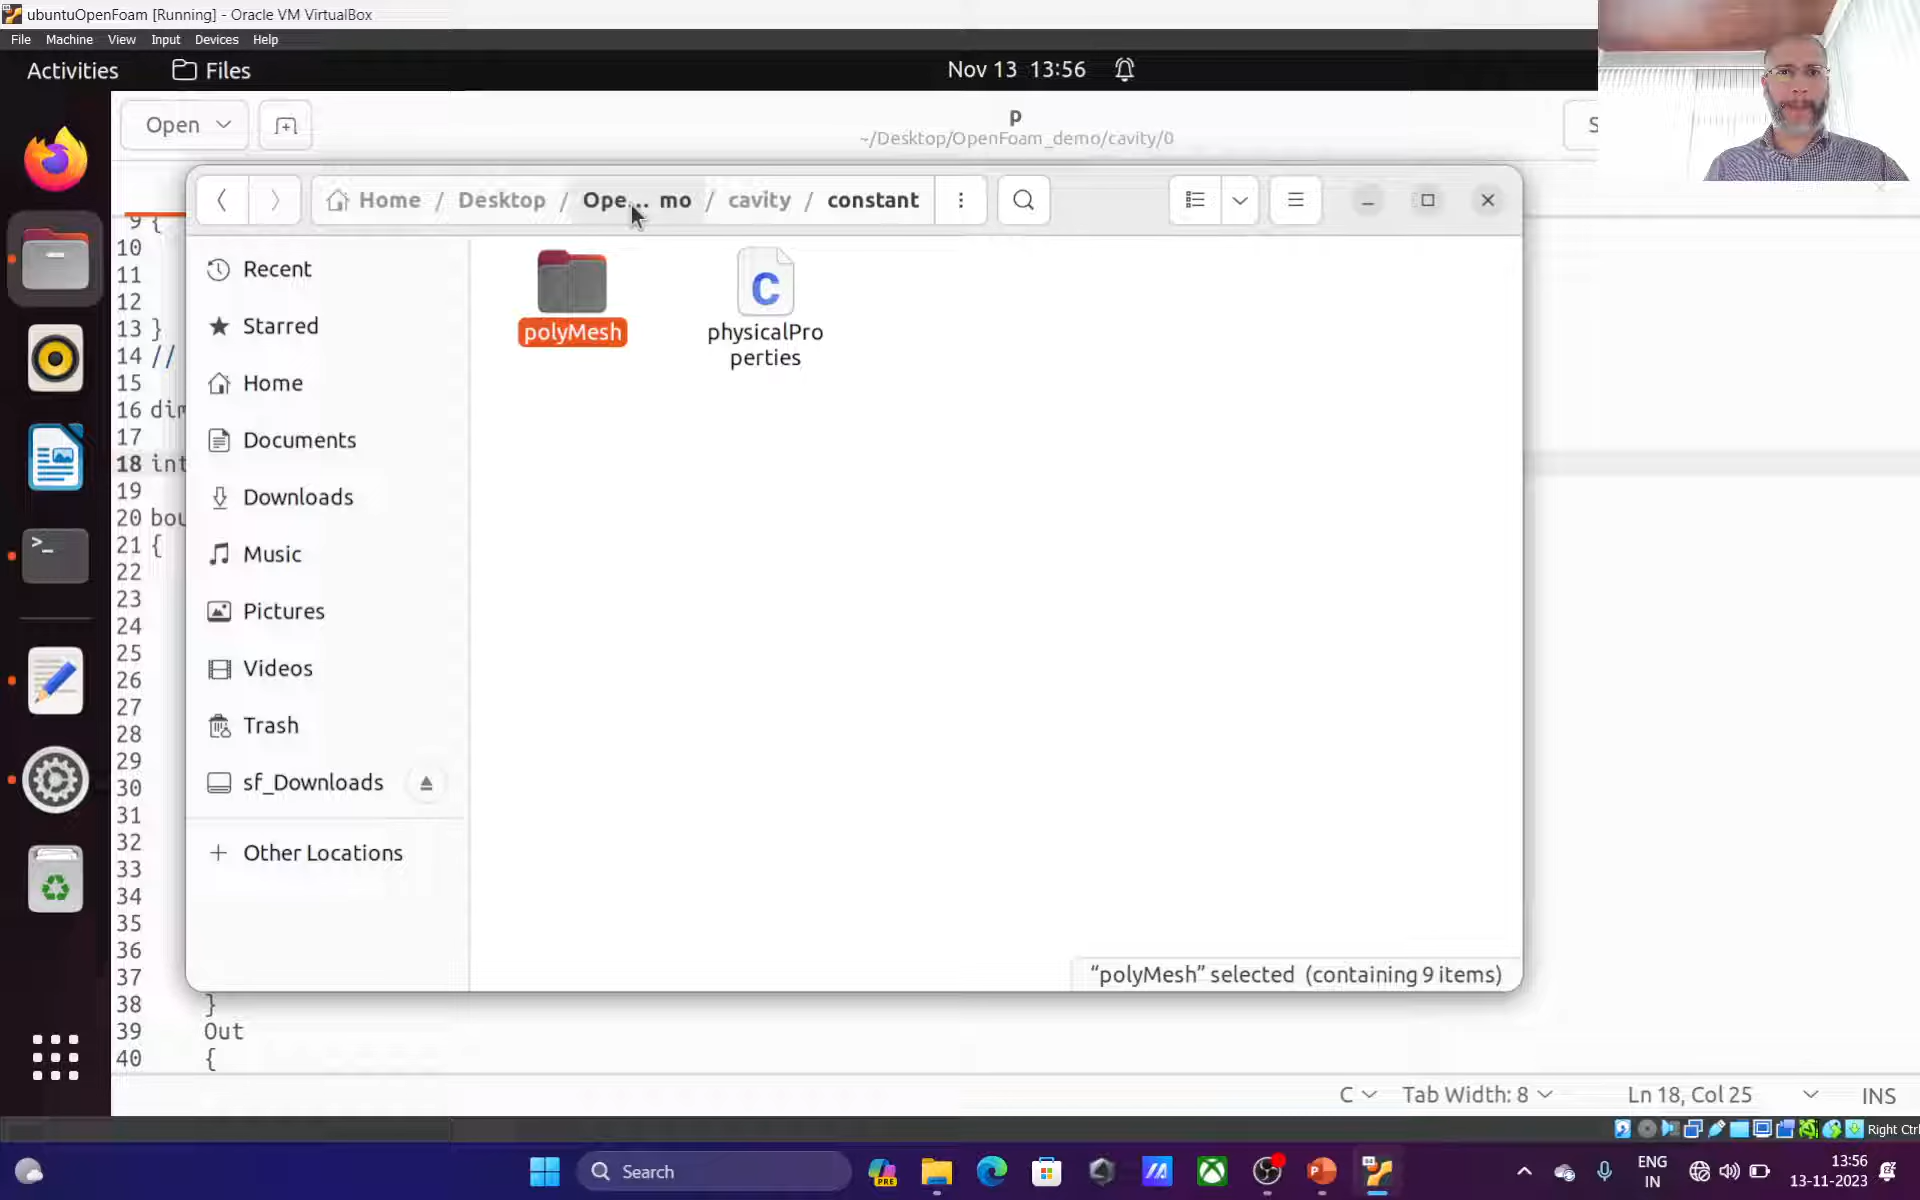 ubuntuOpenFoam [Running] - Oracle VM VirtualBox
File Machine View Input Devices Help
Activities Files Nov 13 13:56
Open p
~/Desktop/OpenFoam_demo/cavity/0
Home / Desktop / Ope... mo / cavity / constant
Recent
Starred
Home
Documents
Downloads
Music
Pictures
Videos
Trash
sf_Downloads
Other Locations
polyMesh
physicalPro
perties
"polyMesh" selected (containing 9 items)
9 {
10
11
12
13 }
14 //
15
16
17
18 int
19
20
21 {
22
23
24
25
26
27
28
29
30
31
32
33
34
35
36
37
38 }
39 Out
40 {
C Tab Width: 8 Ln 18, Col 25 INS
Right Ctrl
Search
PRE
ENG
IN
13:56
13-11-2023